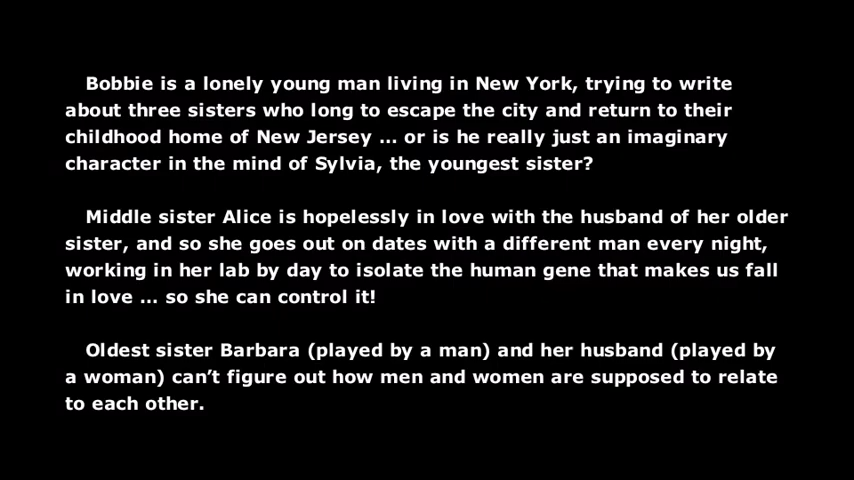 Bobbie is a lonely young man living in New York, trying to write
about three sisters who long to escape the city and return to their
childhood home of New Jersey ... or is he really just an imaginary
character in the mind of Sylvia, the youngest sister?
Middle sister Alice is hopelessly in love with the husband of her older
sister, and so she goes out on dates with a different man every night,
working in her lab by day to isolate the human gene that makes us fall
in love ... so she can control it!
Oldest sister Barbara (played by a man) and her husband (played by
a woman) can’t figure out how men and women are supposed to relate
to each other.